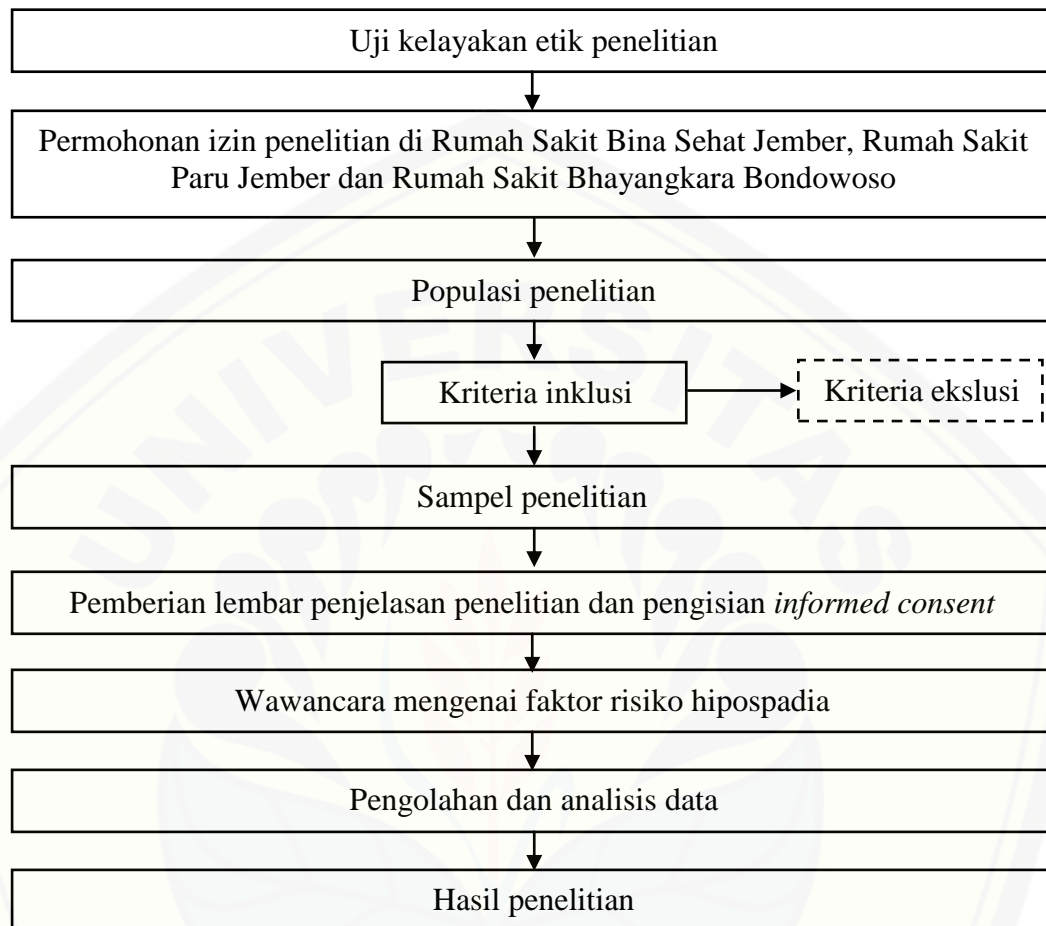 Uji kelayakan etik penelitian
Permohonan izin penelitian di Rumah Sakit Bina Sehat Jember, Rumah Sakit
Paru Jember dan Rumah Sakit Bhayangkara Bondowoso
Populasi penelitian
Kriteria inklusi
Kriteria ekslusi
Sampel penelitian
Pemberian lembar penjelasan penelitian dan pengisian informed consent
Wawancara mengenai faktor risiko hipospadia
Pengolahan dan analisis data
Hasil penelitian
UNIVERSITAS